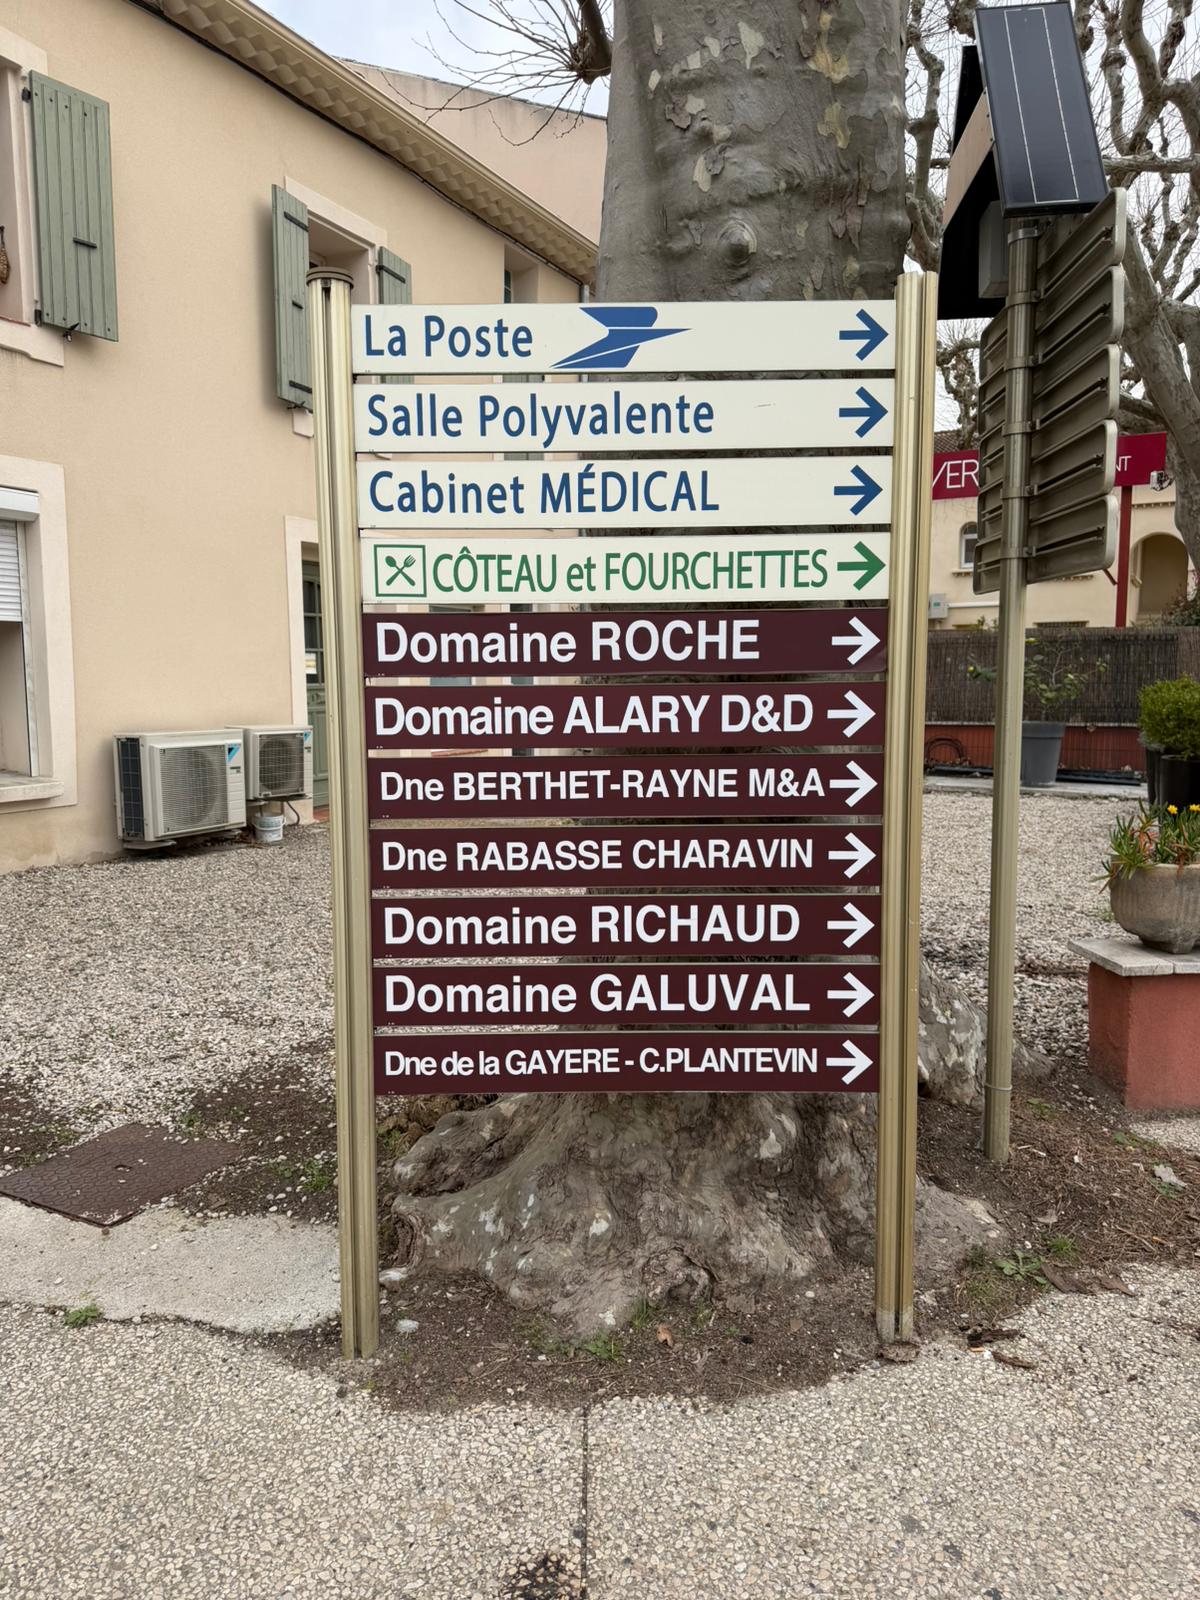 La Poste
Salle Polyvalente
Cabinet MÉDICAL
CÔTEAU et FOURCHETTES
Domaine ROCHE
Domaine ALARY D&D
Dne BERTHET-RAYNE M&A
Dne RABASSE CHARAVIN
Domaine RICHAUD
Domaine GALUVAL
Dne de la GAYERE - C.PLANTEVIN